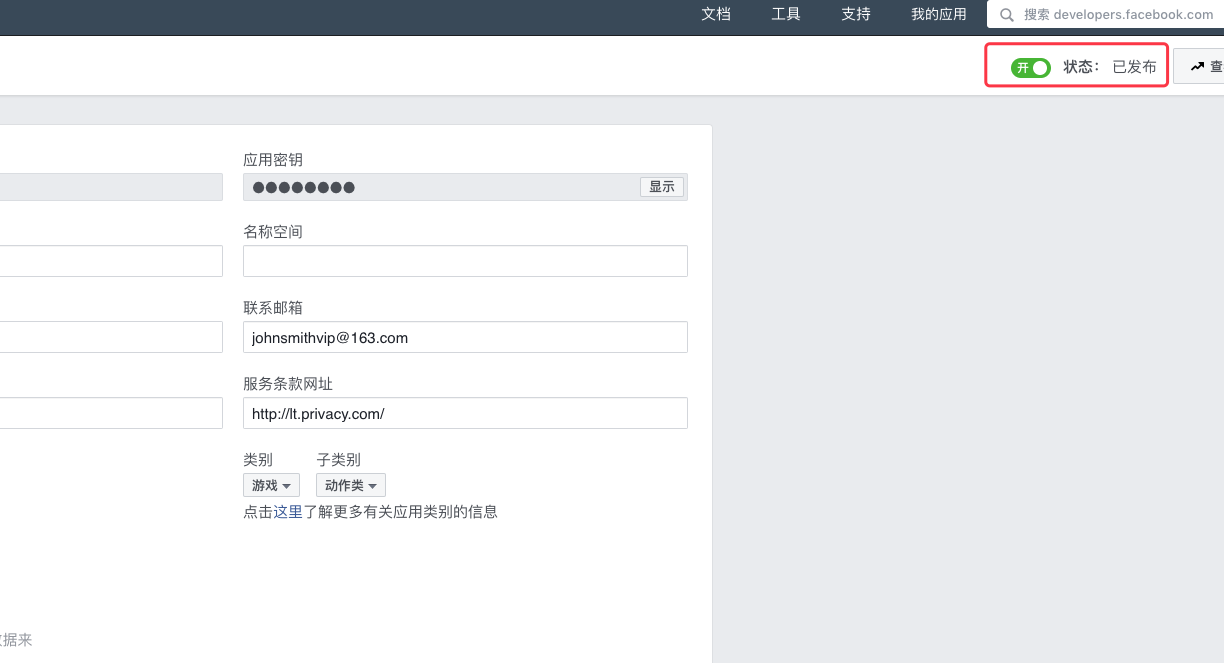 文档 工具 支持 我的应用 搜索 developers.facebook.com
开 状态： 已发布 查
应用密钥
●●●●●●●● 显示
名称空间
联系邮箱
johnsmithvip@163.com
服务条款网址
http://lt.privacy.com/
类别 子类别
游戏 动作类
点击这里了解更多有关应用类别的信息
据来